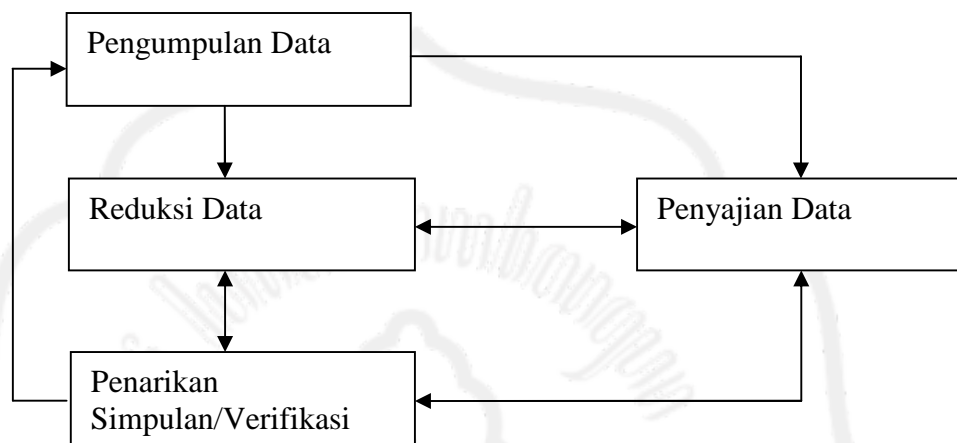 Pengumpulan Data
Reduksi Data
Penyajian Data
Penarikan
Simpulan/Verifikasi